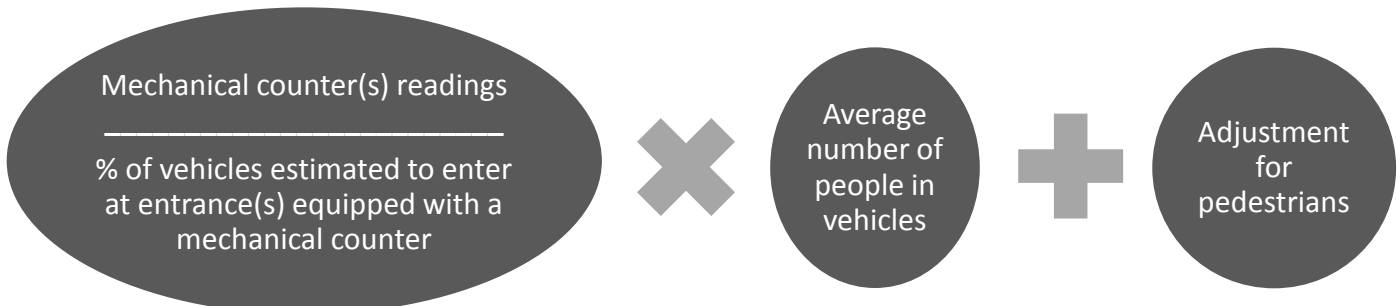 Mechanical counter(s) readings
% of vehicles estimated to enter
at entrance(s) equipped with a
mechanical counter
Average
number of
people in
vehicles
Adjustment
for
pedestrians